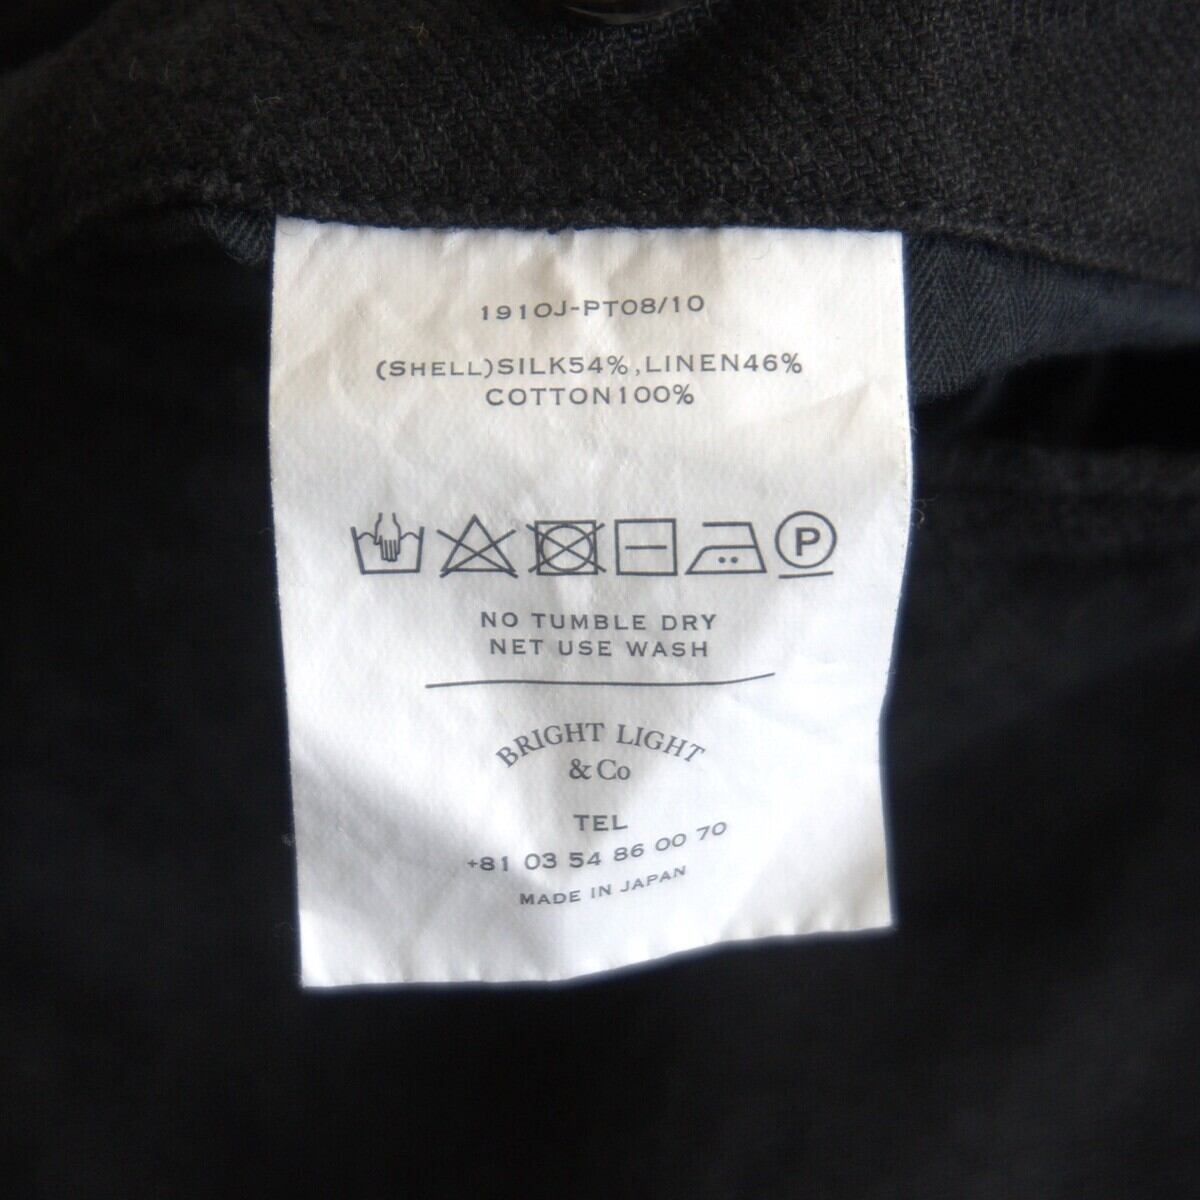 191OJ-PT08/10
(SHELL)SILK54%,LINEN46%
COTTON100%
P
NO TUMBLE DRY
NET USE WASH
BRIGHT LIGHT
& Co
TEL
+81 03 54 86 00 70
MADE IN JAPAN